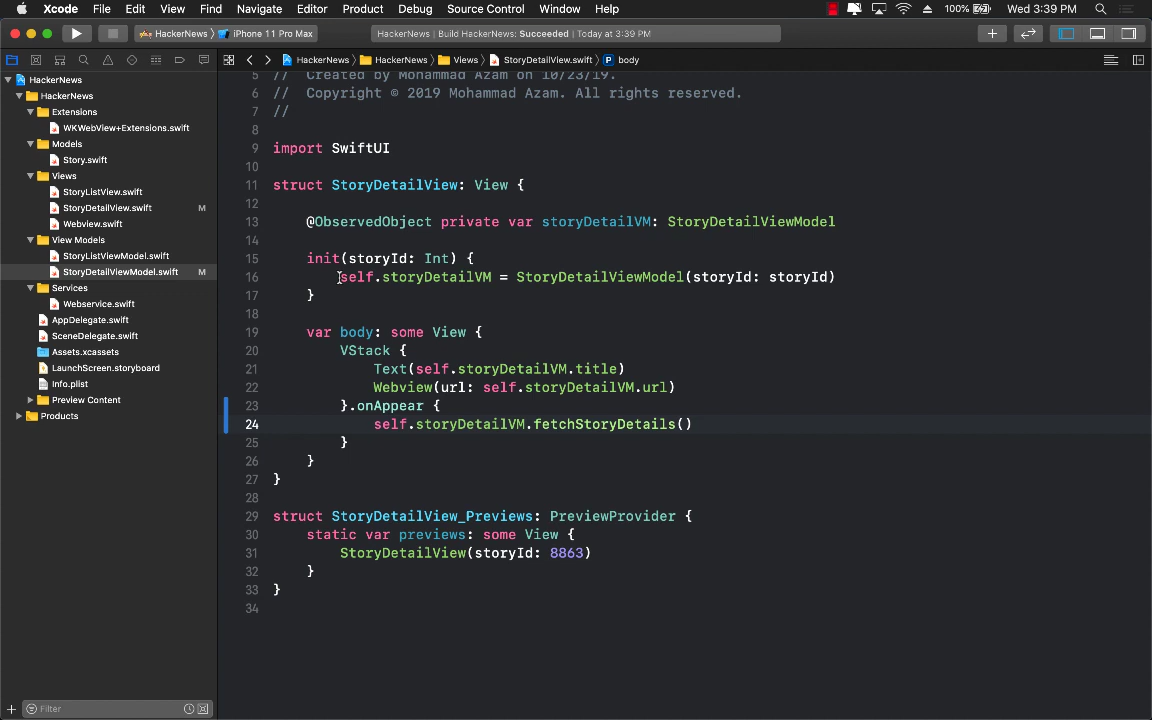 Xcode File Edit View Find Navigate Editor Product Debug Source Control Window Help 100% Wed 3:39 PM
HackerNews iPhone 11 Pro Max HackerNews | Build HackerNews: Succeeded | Today at 3:39 PM
HackerNews HackerNews Views StoryDetailView.swift P body
HackerNews
HackerNews
Extensions
WKWebView+Extensions.swift
Models
Story.swift
Views
StoryListView.swift
StoryDetailView.swift M
Webview.swift
View Models
StoryListViewModel.swift
StoryDetailViewModel.swift M
Services
Webservice.swift
AppDelegate.swift
SceneDelegate.swift
Assets.xcassets
LaunchScreen.storyboard
Info.plist
Preview Content
Products
Filter
5 // Created by Mohammad Azam on 10/23/19.
6 // Copyright © 2019 Mohammad Azam. All rights reserved.
7 //
8
9 import SwiftUI
10
11 struct StoryDetailView: View {
12
13 @ObservedObject private var storyDetailVM: StoryDetailViewModel
14
15 init(storyId: Int) {
16 self.storyDetailVM = StoryDetailViewModel(storyId: storyId)
17 }
18
19 var body: some View {
20 VStack {
21 Text(self.storyDetailVM.title)
22 Webview(url: self.storyDetailVM.url)
23 }.onAppear {
24 self.storyDetailVM.fetchStoryDetails()
25 }
26 }
27 }
28
29 struct StoryDetailView_Previews: PreviewProvider {
30 static var previews: some View {
31 StoryDetailView(storyId: 8863)
32 }
33 }
34